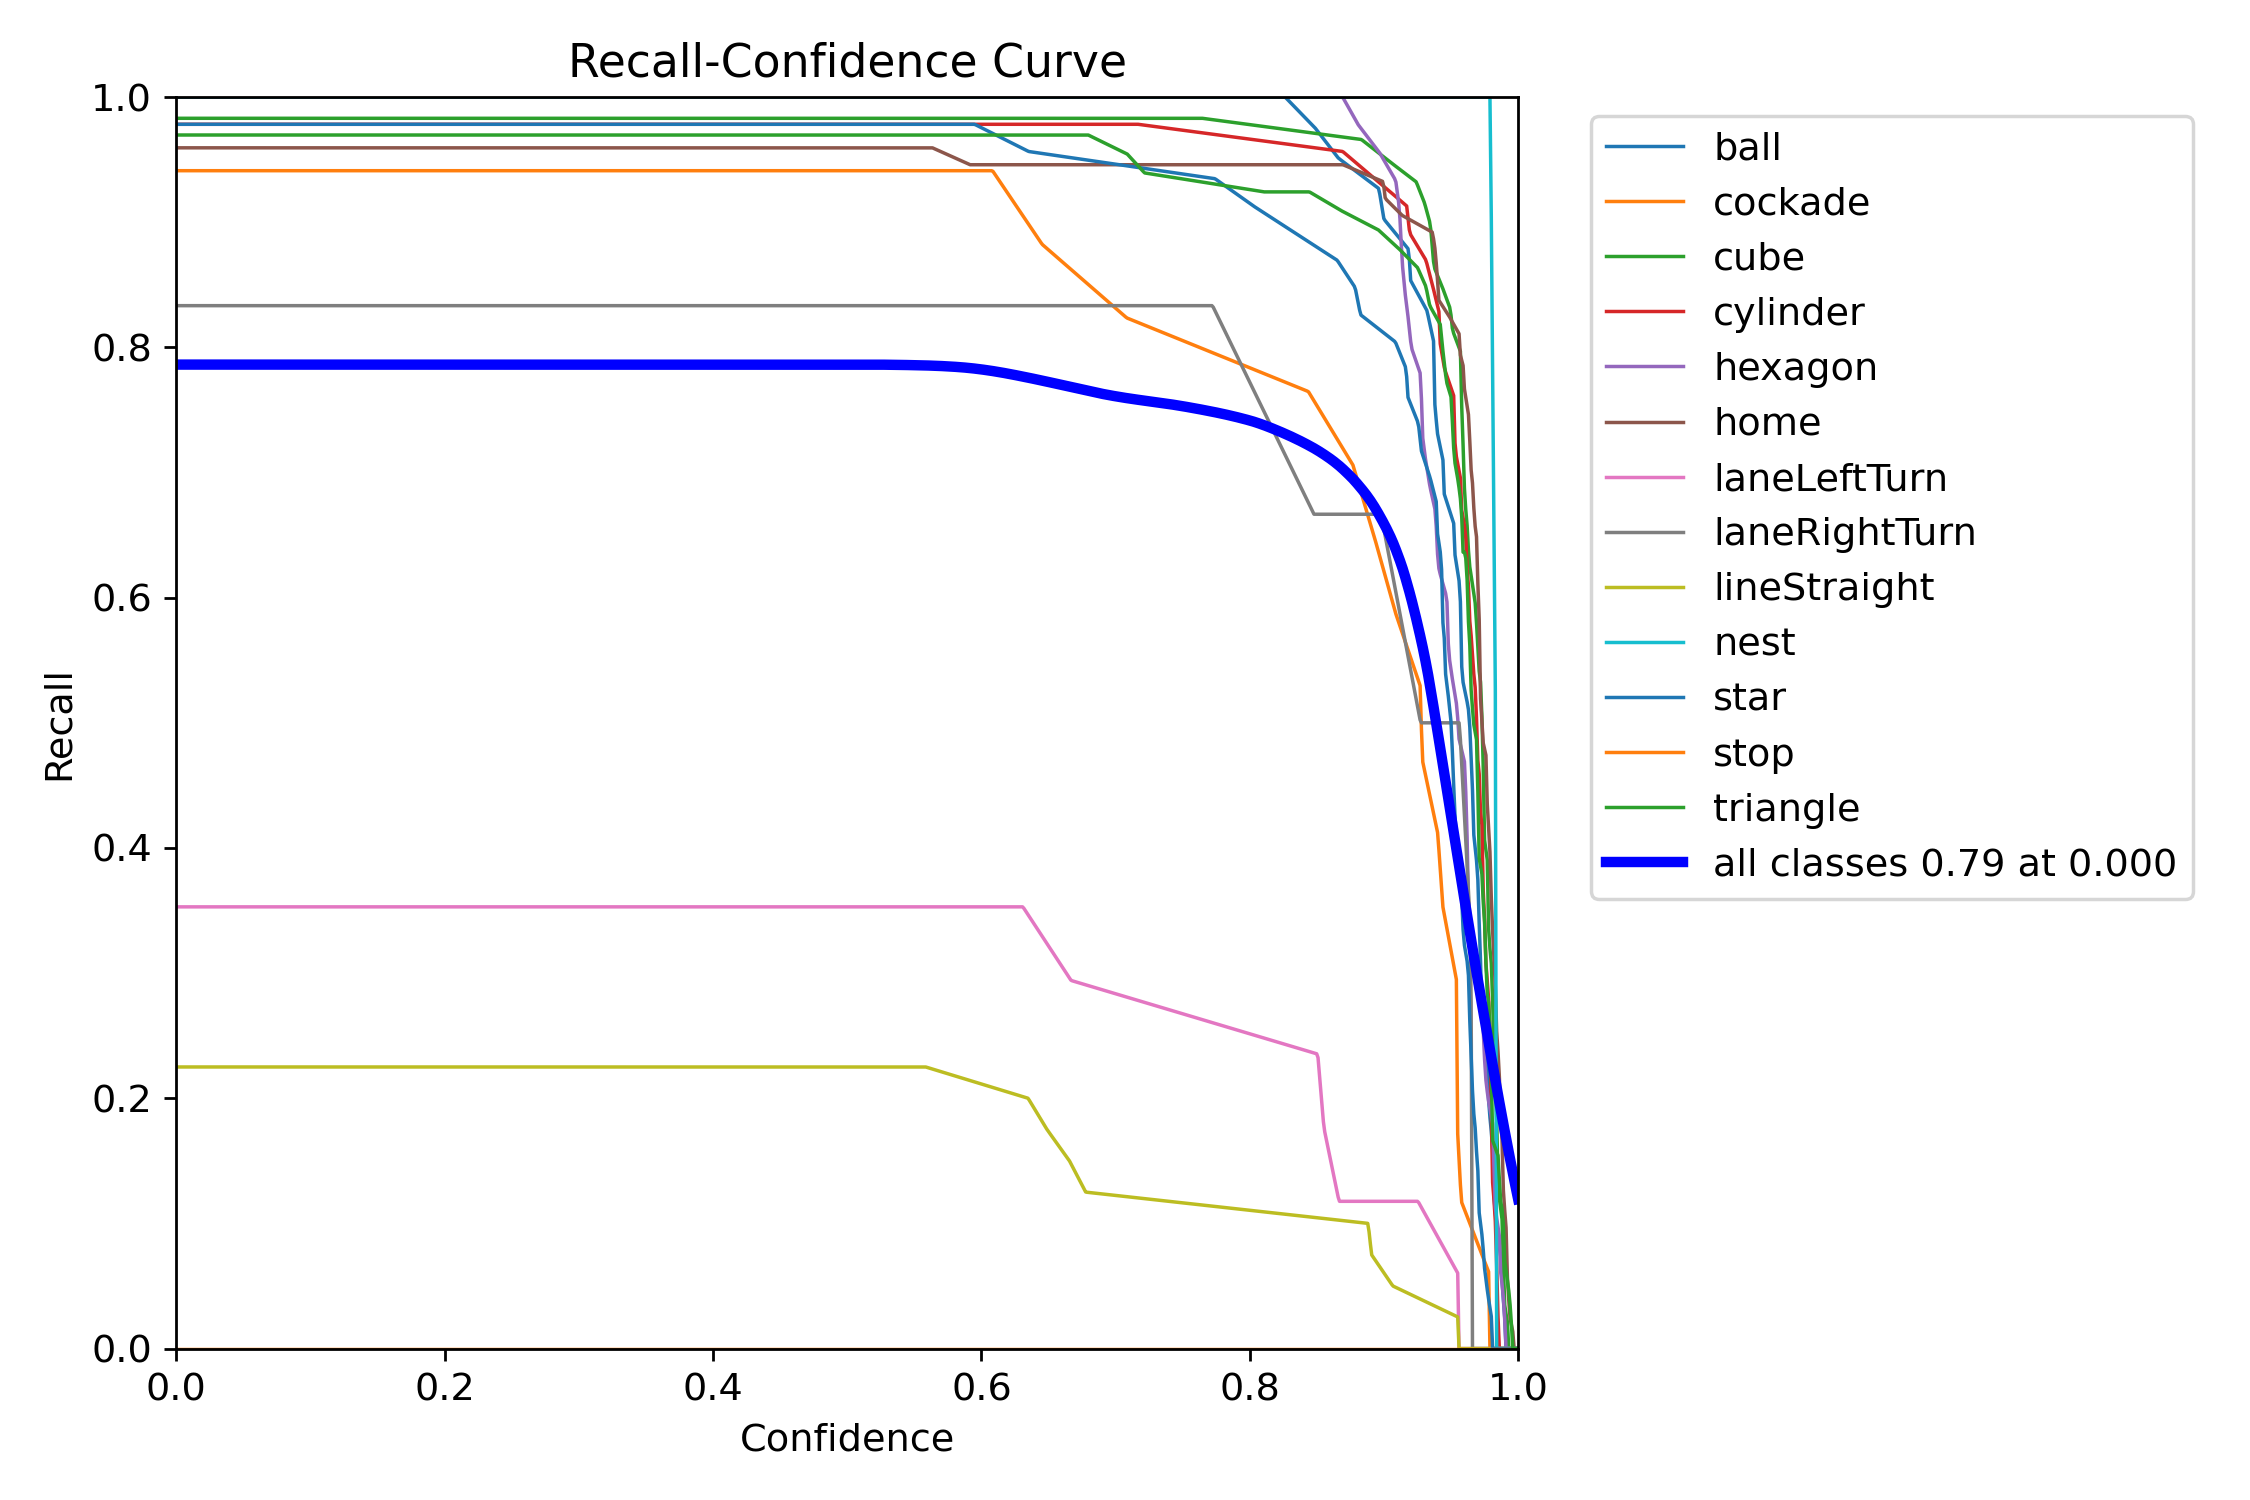 Recall-Confidence Curve
1.0
0.8
0.6
0.4
0.2
0.0
Recall
0.0 0.2 0.4 0.6 0.8 1.0
Confidence
ball
cockade
cube
cylinder
hexagon
home
laneLeftTurn
laneRightTurn
lineStraight
nest
star
stop
triangle
all classes 0.79 at 0.000